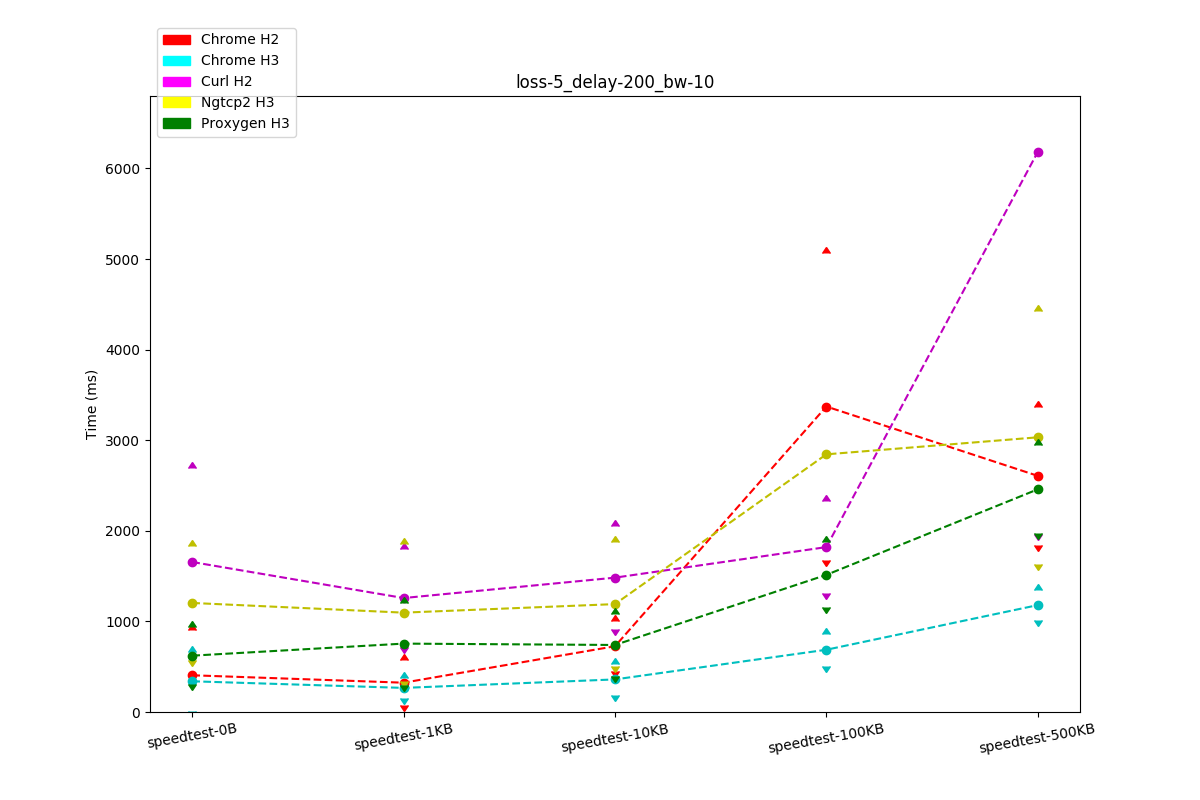 Chrome H2
Chrome H3
Curl H2
Ngtcp2 H3
Proxygen H3
loss-5_delay-200_bw-10
Time (ms)
6000
5000
4000
3000
2000
1000
0
speedtest-0B
speedtest-1KB
speedtest-10KB
speedtest-100KB
speedtest-500KB